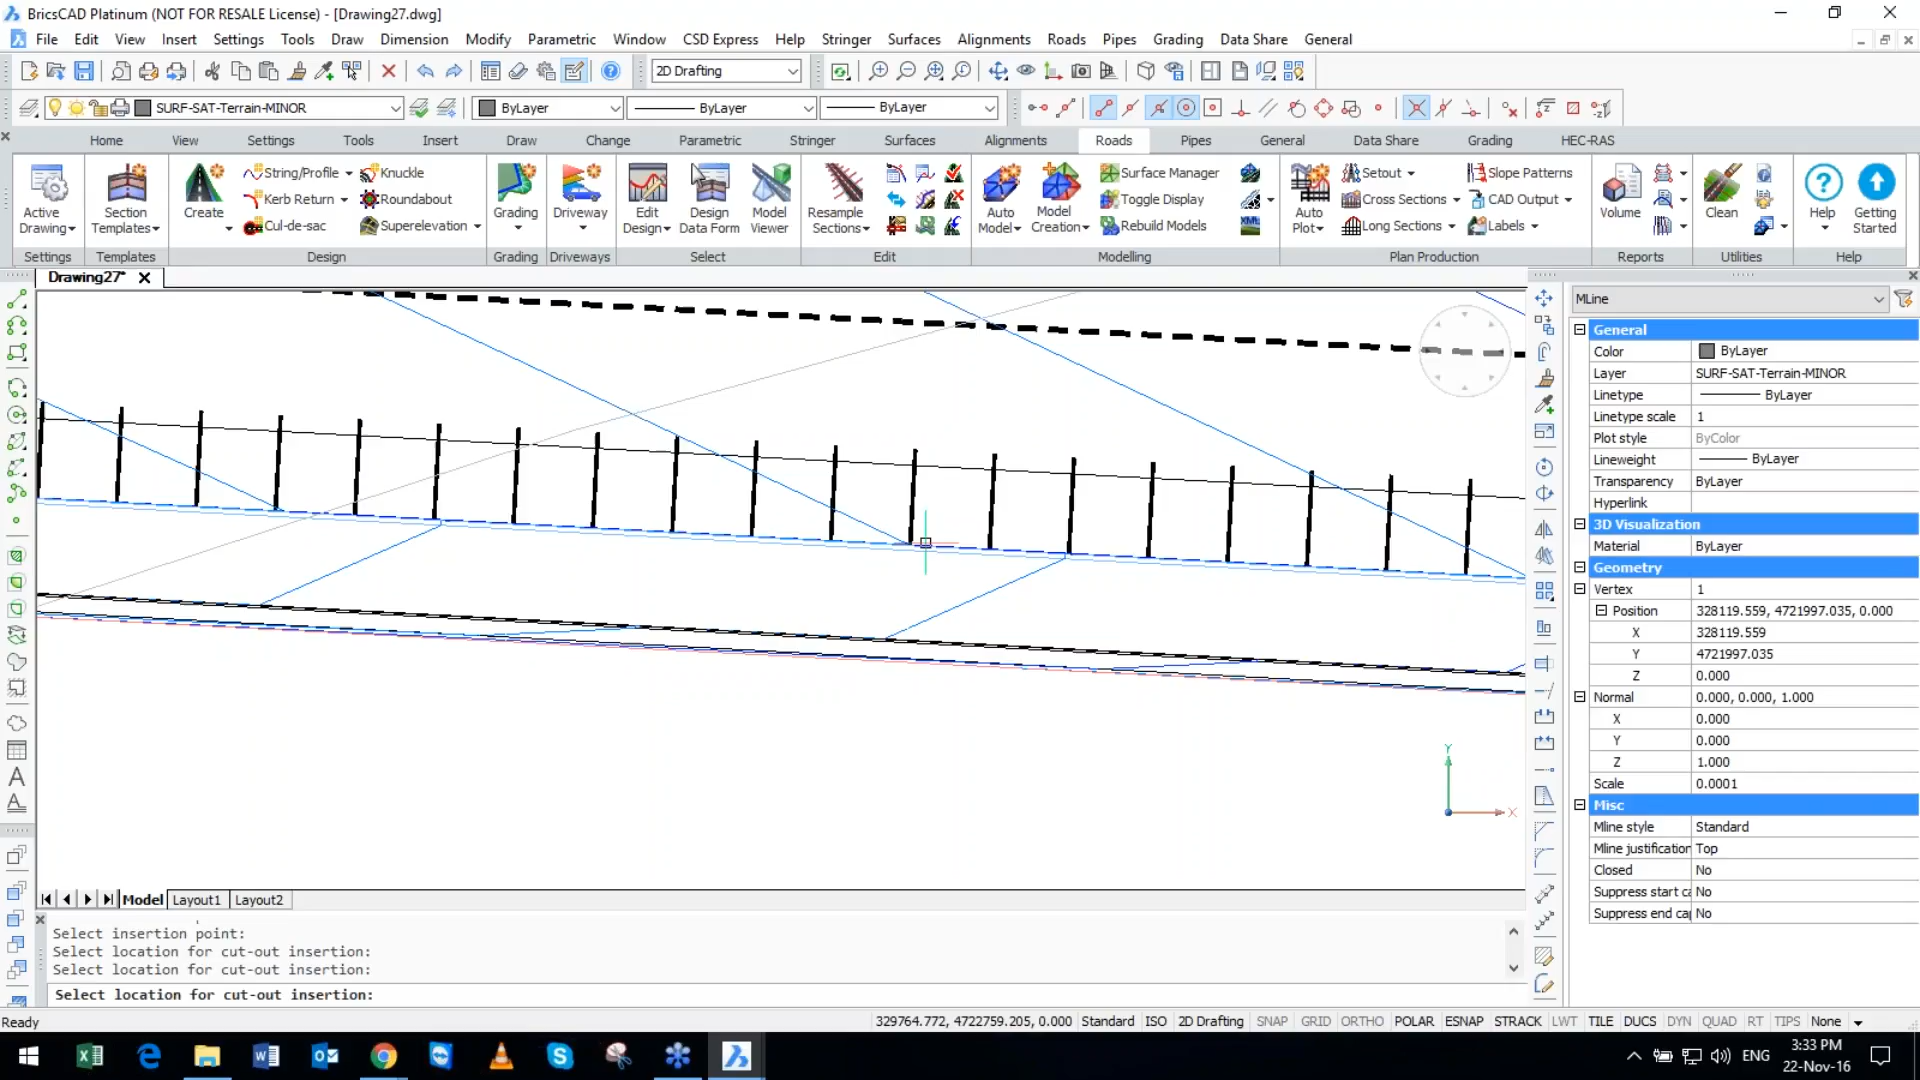 BricsCAD Platinum (NOT FOR RESALE License) - [Drawing27.dwg]
File Edit View Insert Settings Tools Draw Dimension Modify Parametric Window CSD Express Help Stringer Surfaces Alignments Roads Pipes Grading Data Share General
2D Drafting
SURF-SAT-Terrain-MINOR ByLayer ByLayer ByLayer
Home View Settings Tools Insert Draw Change Parametric Stringer Surfaces Alignments Roads Pipes General Data Share Grading HEC-RAS
String/Profile Knuckle Surface Manager Setout Slope Patterns
Kerb Return Roundabout Toggle Display Cross Sections CAD Output
Active Drawing Section Templates Create Grading Driveway Edit Design Design Data Form Model Viewer Resample Sections Auto Model Model Creation Auto Plot Volume Clean Help Getting Started
Cul-de-sac Superelevation Rebuild Models Long Sections Labels
XML
Settings Templates Design Grading Driveways Select Edit Modelling Plan Production Reports Utilities Help
Drawing27*
MLine
General
Color ByLayer
Layer SURF-SAT-Terrain-MINOR
Linetype ByLayer
Linetype scale 1
Plot style ByColor
Lineweight ByLayer
Transparency ByLayer
Hyperlink
3D Visualization
Material ByLayer
Geometry
Vertex 1
Position 328119.559, 4721997.035, 0.000
X 328119.559
Y 4721997.035
Z 0.000
Normal 0.000, 0.000, 1.000
X 0.000
Y 0.000
Z 1.000
Scale 0.0001
Misc
Mline style Standard
Mline justification Top
Closed No
Suppress start ca No
Suppress end cap No
Y
X
Model Layout1 Layout2
Select insertion point:
Select location for cut-out insertion:
Select location for cut-out insertion:
Select location for cut-out insertion:
Ready 329764.772, 4722759.205, 0.000 Standard ISO 2D Drafting SNAP GRID ORTHO POLAR ESNAP STRACK LWT TILE DUCS DYN QUAD RT TIPS None
ENG 3:33 PM
22-Nov-16